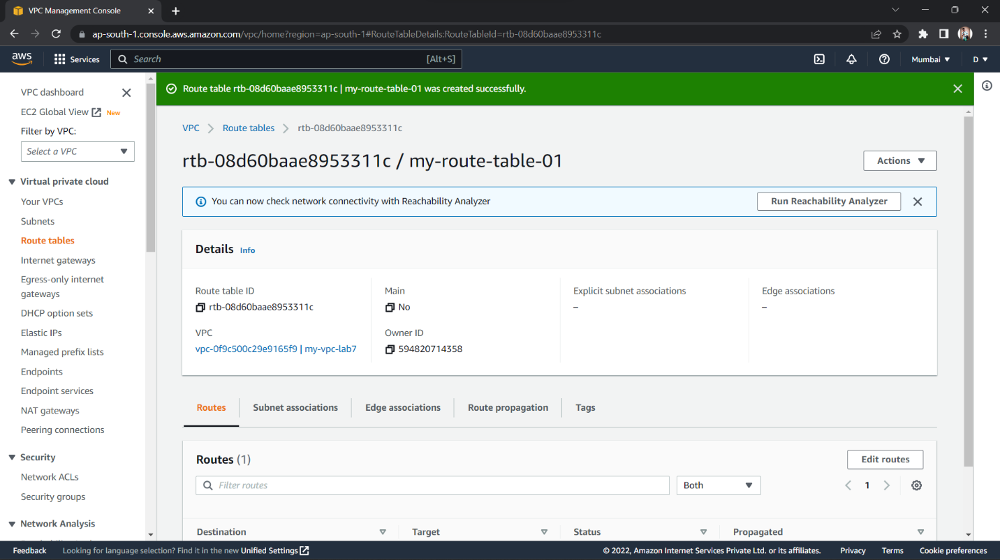 VPC Management Console
ap-south-1.console.aws.amazon.com/vpc/home?region=ap-south-1#RouteTableDetails:RouteTableId=rtb-08d60baae8953311c
aws Services Search [Alt+S] Mumbai D
VPC dashboard
EC2 Global View New
Filter by VPC:
Select a VPC
Virtual private cloud
Your VPCs
Subnets
Route tables
Internet gateways
Egress-only internet
gateways
DHCP option sets
Elastic IPs
Managed prefix lists
Endpoints
Endpoint services
NAT gateways
Peering connections
Security
Network ACLs
Security groups
Network Analysis
Route table rtb-08d60baae8953311c | my-route-table-01 was created successfully.
VPC Route tables rtb-08d60baae8953311c
rtb-08d60baae8953311c / my-route-table-01
Actions
You can now check network connectivity with Reachability Analyzer
Run Reachability Analyzer
Details Info
Route table ID
rtb-08d60baae8953311c
Main
No
Explicit subnet associations
–
Edge associations
–
VPC
vpc-0f9c500c29e9165f9 | my-vpc-lab7
Owner ID
594820714358
Routes Subnet associations Edge associations Route propagation Tags
Routes (1)
Edit routes
Filter routes
Both
1
Destination Target Status Propagated
Feedback Looking for language selection? Find it in the new Unified Settings © 2022, Amazon Internet Services Private Ltd. or its affiliates. Privacy Terms Cookie preferences